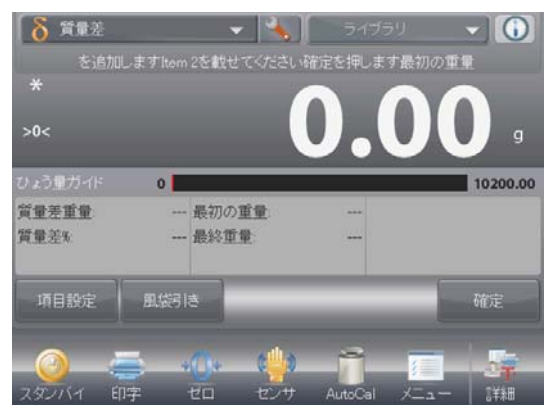 δ 質量差 ライブラリ
を追加しますItem 2を載せてください確定を押します最初の重量
*
>0< 0.00 g
ひょう量ガイド 0 10200.00
質量差重量: --- 最初の重量: ---
質量差%: --- 最終重量: ---
項目設定 風袋引き 確定
→0← スタンバイ 印字 ゼロ センサ AutoCal メニュー 詳細